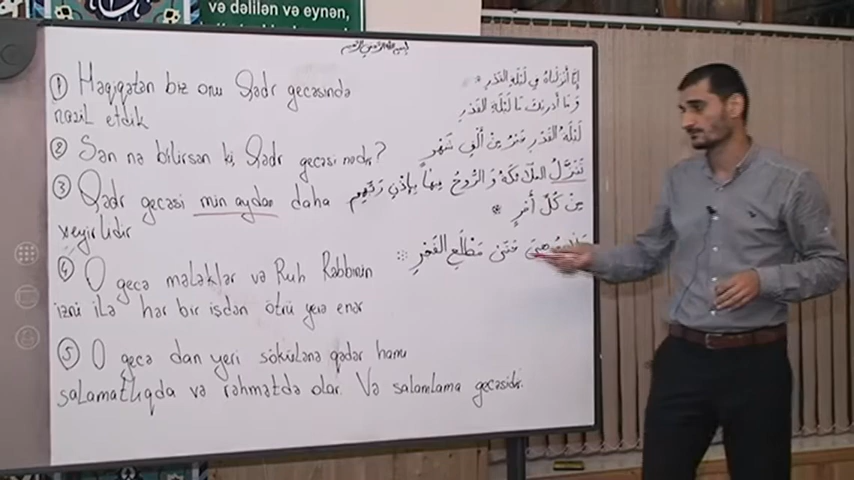 və dəlilən və eynən,
بسم الله الرحمن الرحيم
① Həqiqətən biz onu Qədr gecəsində
nazil etdik
② Sən nə bilirsən ki, Qədr gecəsi nədir?
③ Qədr gecəsi min aydan daha
xeyirlidir
④ O gecə mələklər və Ruh Rəbbinin
izni ilə hər bir işdən ötrü yerə enər
⑤ O gecə dan yeri sökülənə qədər hamı
salamatlıqda və rəhmətdə olar. Və salamlama gecəsidir.
إِنَّا أَنْزَلْنَاهُ فِي لَيْلَةِ الْقَدْرِ *
وَمَا أَدْرَىٰكَ مَا لَيْلَةُ الْقَدْرِ
لَيْلَةُ الْقَدْرِ خَيْرٌ مِنْ أَلْفِ شَهْرٍ
تَنَزَّلُ الْمَلَائِكَةُ وَالرُّوحُ فِيهَا بِإِذْنِ رَبِّهِم
مِنْ كُلِّ أَمْرٍ *
هِيَ حَتَّىٰ مَطْلَعِ الْفَجْرِ